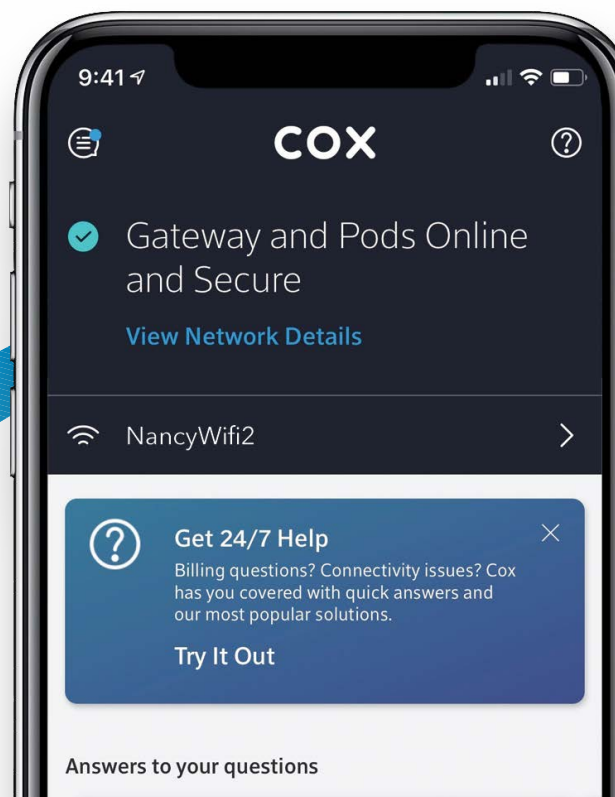 9:41
COX
Gateway and Pods Online
and Secure
View Network Details
NancyWifi2
Get 24/7 Help
Billing questions? Connectivity issues? Cox
has you covered with quick answers and
our most popular solutions.
Try It Out
Answers to your questions